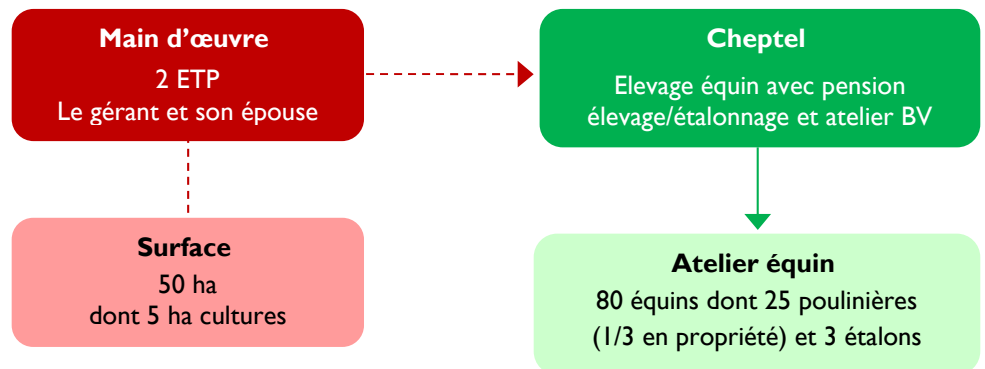 Main d’œuvre
2 ETP
Le gérant et son épouse
Cheptel
Elevage équin avec pension
élevage/étalonnage et atelier BV
Surface
50 ha
dont 5 ha cultures
Atelier équin
80 équins dont 25 poulinières
(1/3 en propriété) et 3 étalons